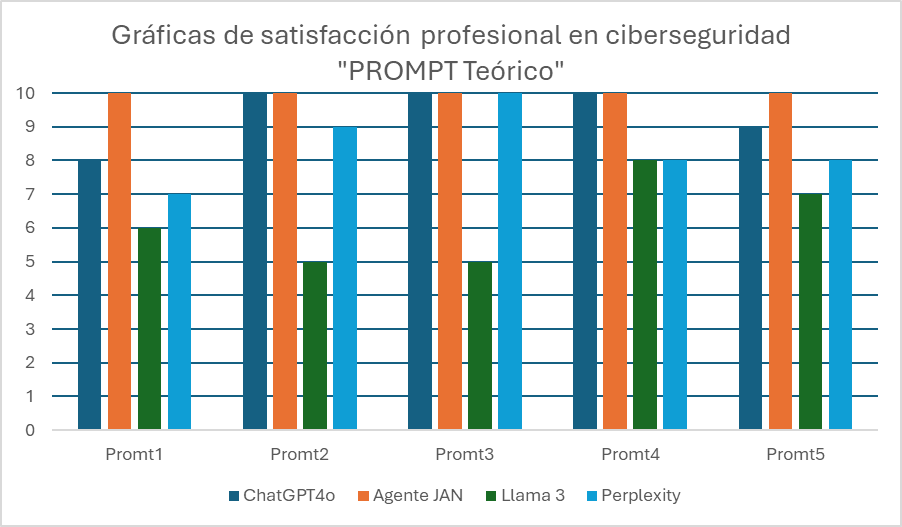 Gráficas de satisfacción profesional en ciberseguridad
"PROMPT Teórico"
10
9
8
7
6
5
4
3
2
1
0
Promt1 Promt2 Promt3 Promt4 Promt5
ChatGPT4o Agente JAN Llama 3 Perplexity